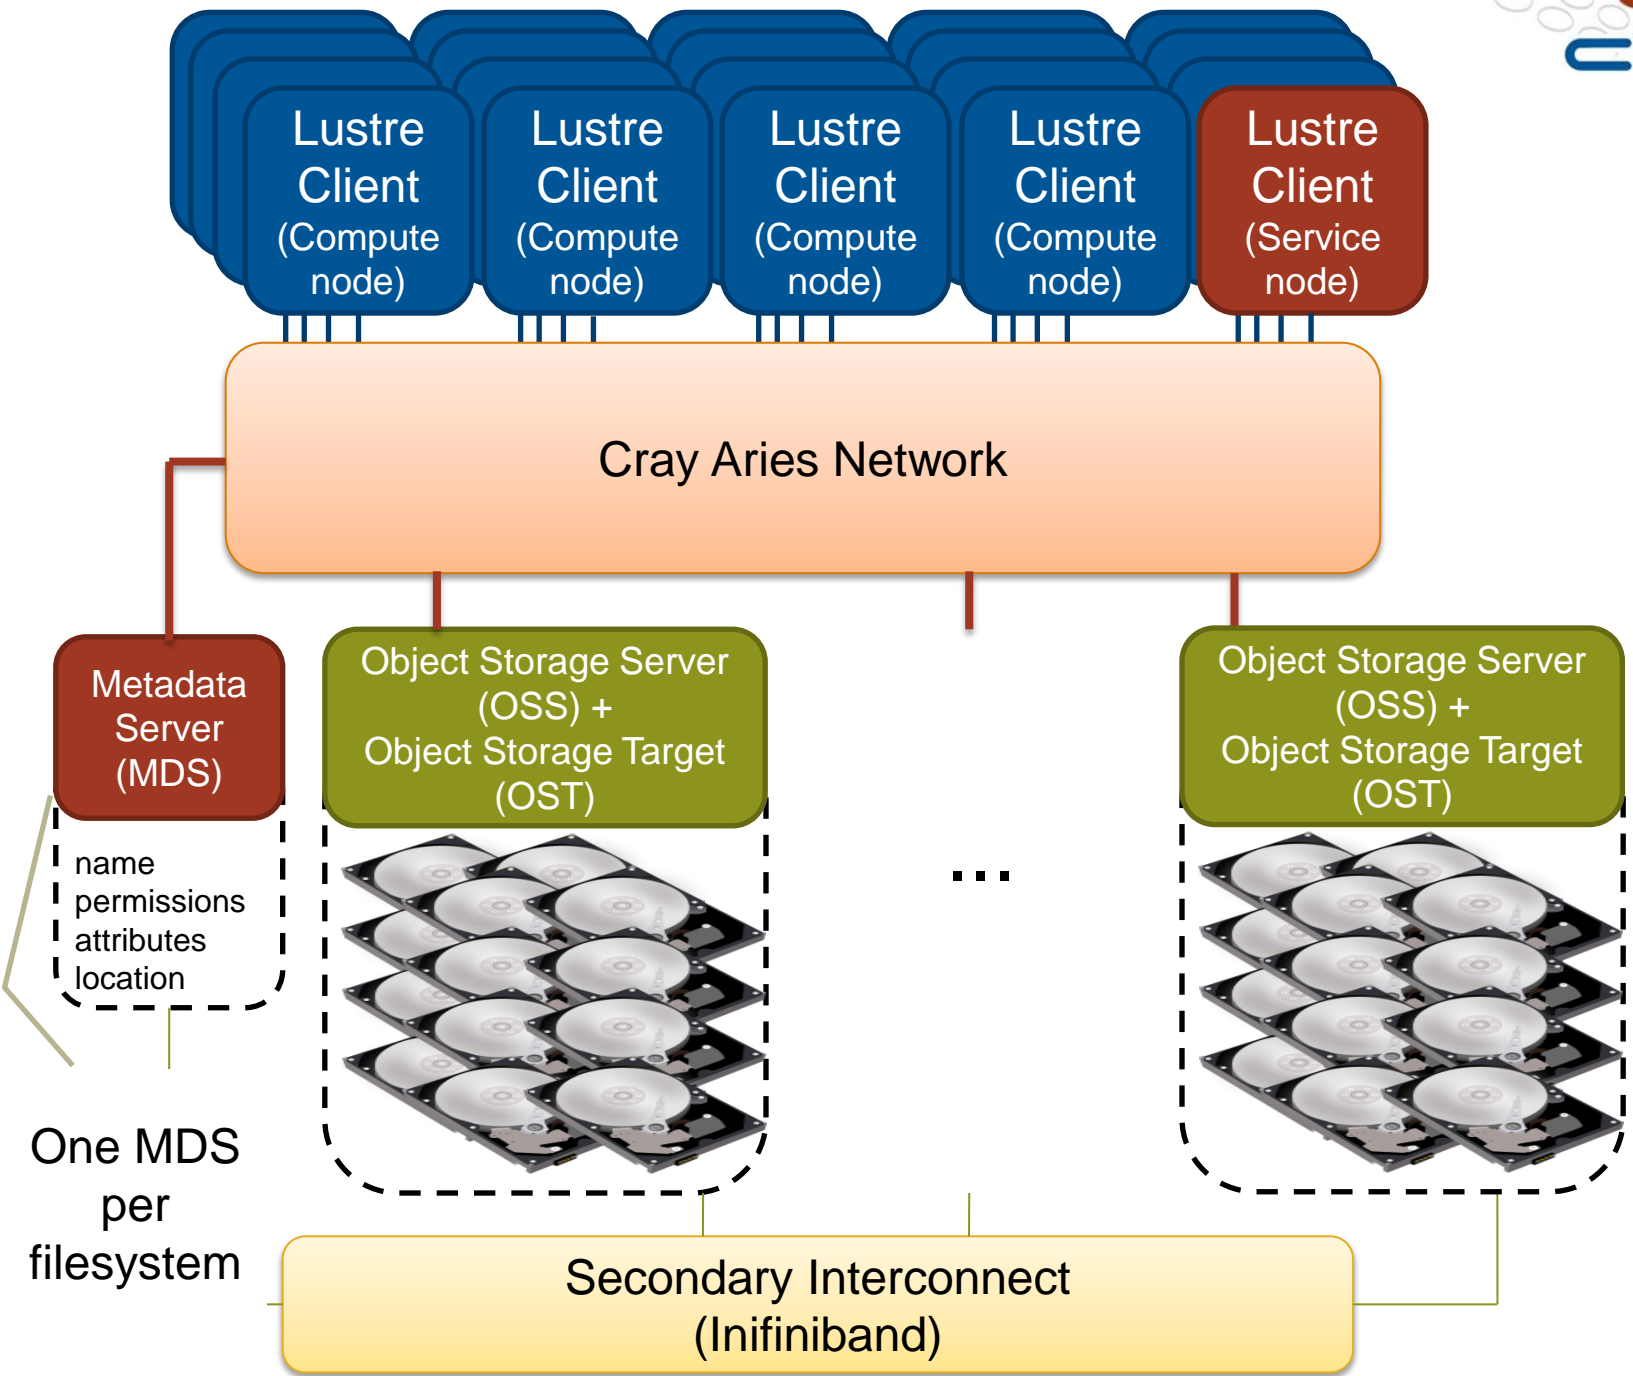 Lustre
Client
(Compute
node)
Lustre
Client
(Compute
node)
Lustre
Client
(Compute
node)
Lustre
Client
(Compute
node)
Lustre
Client
(Service
node)
Cray Aries Network
Metadata
Server
(MDS)
name
permissions
attributes
location
One MDS
per
filesystem
Object Storage Server
(OSS) +
Object Storage Target
(OST)
...
Object Storage Server
(OSS) +
Object Storage Target
(OST)
Secondary Interconnect
(Inifiniband)